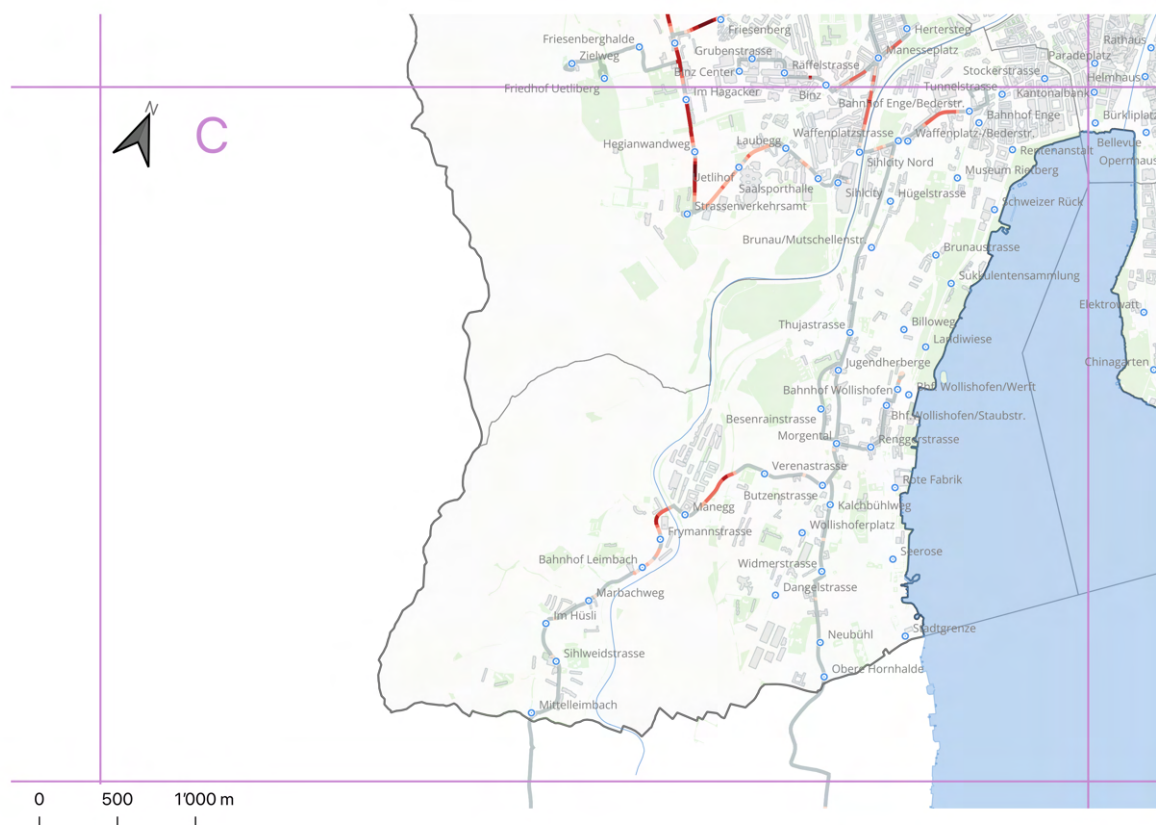 Friesenberg
Hertersteg
Friesenberghalde
Rathaus
Zielweg
Grubenstrasse
Manesseplatz
Paradeplatz
Binz Center
Räffelstrasse
Stockerstrasse
Helmhaus
Friedhof Uetliberg
Im Hagacker
Binz
Tunnelstrasse
Kantonalbank
Bahnhof Enge/Bederstr.
N
C
Bahnhof Enge
Bürkliplatz
Waffenplatzstrasse
Waffenplatz-/Bederstr.
Hegianwandweg
Laubegg
Bellevue
Rentenanstalt
Sihlcity Nord
Opernhaus
Uetlihof
Museum Rietberg
Saalsporthalle
Sihlcity
Hügelstrasse
Strassenverkehrsamt
Schweizer Rück
Brunau/Mutschellenstr.
Brunaustrasse
Sukkulentensammlung
Elektrowatt
Thujastrasse
Billoweg
Landiwiese
Jugendherberge
Chinagarten
Bahnhof Wollishofen
Bhf. Wollishofen/Werft
Besenrainstrasse
Bhf. Wollishofen/Staubstr.
Morgental
Renggerstrasse
Verenastrasse
Rote Fabrik
Butzenstrasse
Manegg
Kalchbühlweg
Frymannstrasse
Wollishoferplatz
Bahnhof Leimbach
Seerose
Widmerstrasse
Marbachweg
Dangelstrasse
Im Hüsli
Stadtgrenze
Neubühl
Sihlweidstrasse
Obere Hornhalde
Mittelleimbach
0 500 1'000 m